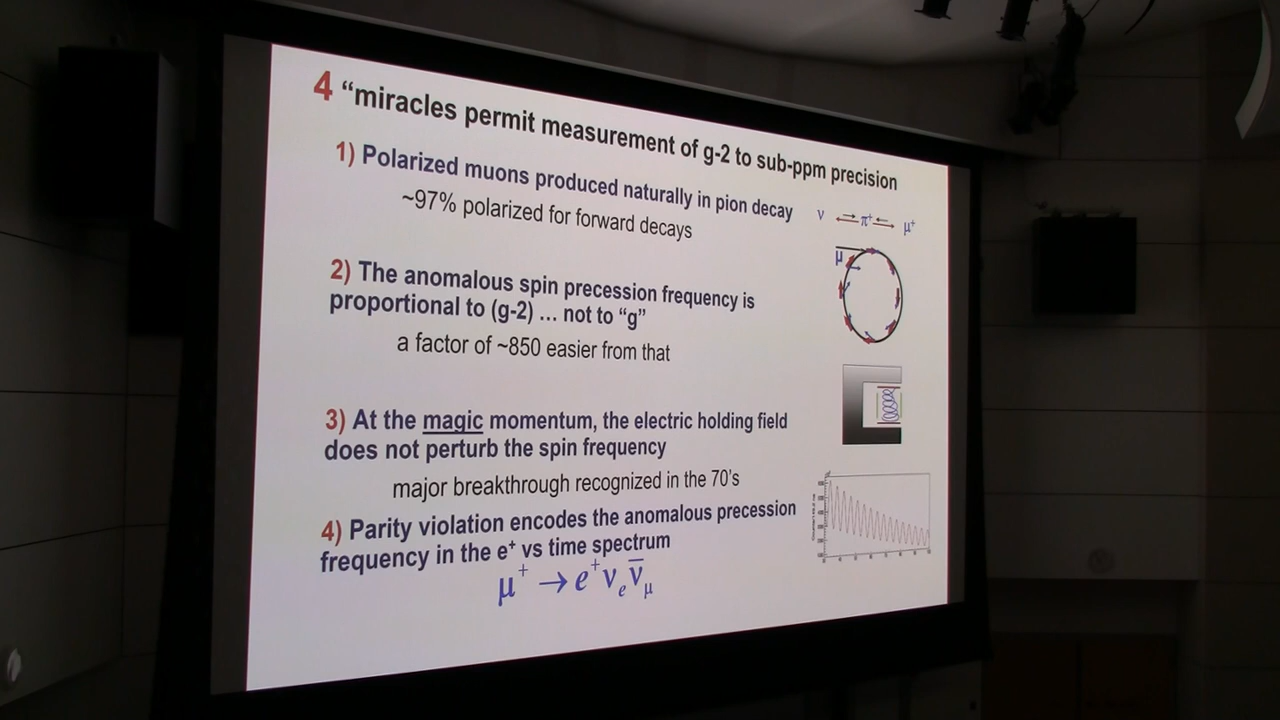 4 “miracles permit measurement of g-2 to sub-ppm precision
1) Polarized muons produced naturally in pion decay
~97% polarized for forward decays
ν π⁺ μ⁺
μ
2) The anomalous spin precession frequency is
proportional to (g-2) … not to “g”
a factor of ~850 easier from that
3) At the magic momentum, the electric holding field
does not perturb the spin frequency
major breakthrough recognized in the 70’s
4) Parity violation encodes the anomalous precession
frequency in the e⁺ vs time spectrum
μ⁺ → e⁺ νₑ ν̅_μ